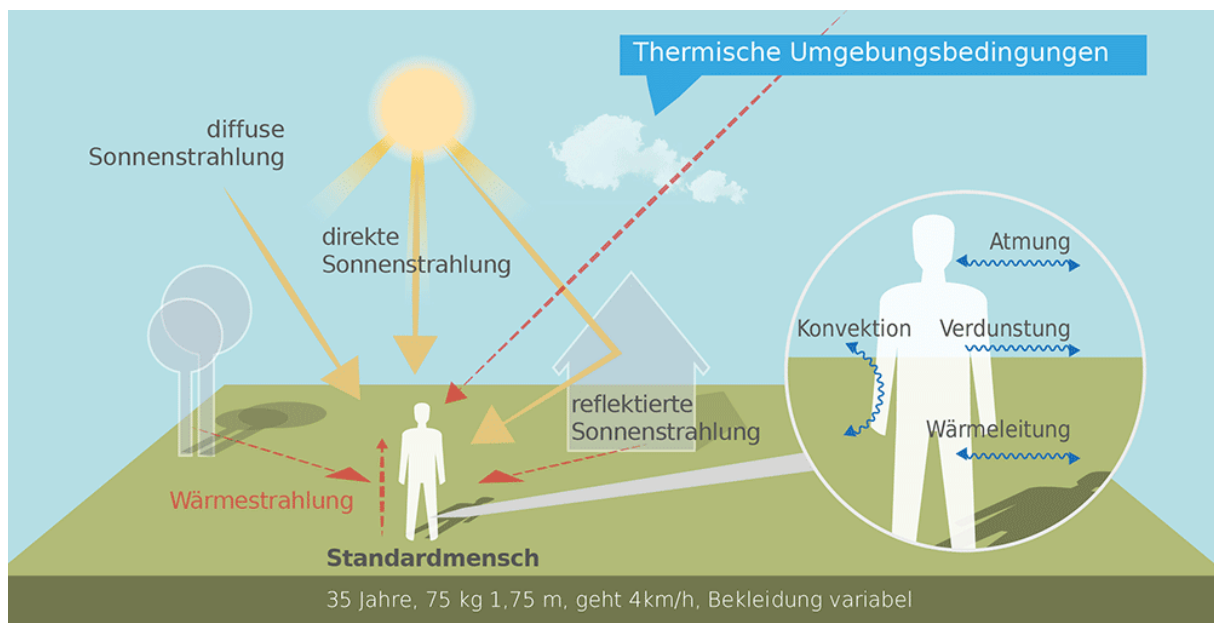 Thermische Umgebungsbedingungen
diffuse
Sonnenstrahlung
direkte
Sonnenstrahlung
Atmung
Konvektion
Verdunstung
reflektierte
Sonnenstrahlung
Wärmeleitung
Wärmestrahlung
Standardmensch
35 Jahre, 75 kg 1,75 m, geht 4km/h, Bekleidung variabel